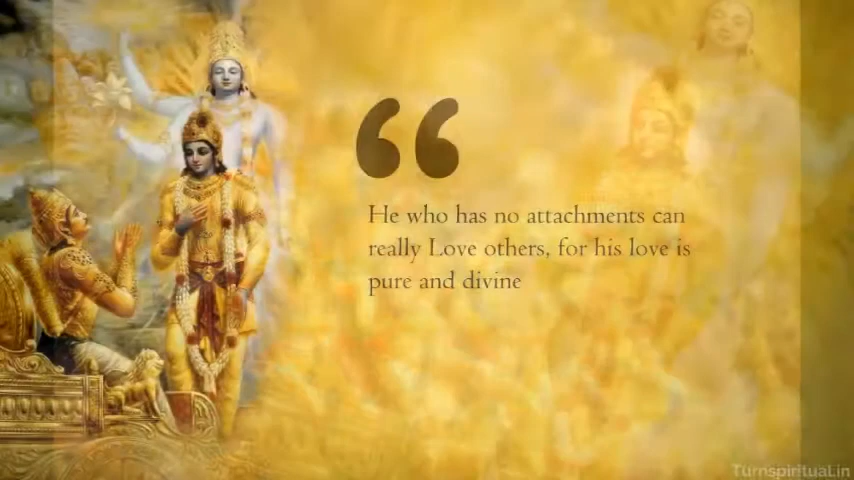 “
He who has no attachments can
really Love others, for his love is
pure and divine
Turnspiritual.in